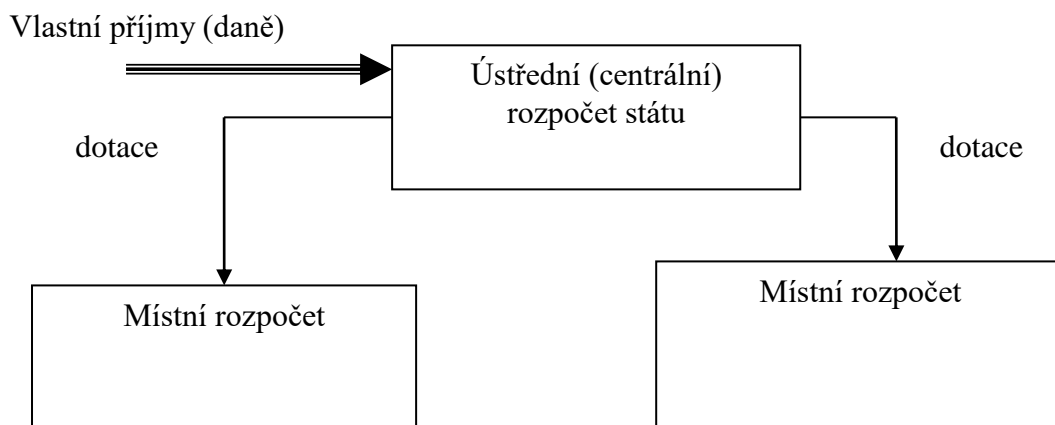 Vlastní příjmy (daně)
Ústřední (centrální)
rozpočet státu
dotace
dotace
Místní rozpočet
Místní rozpočet